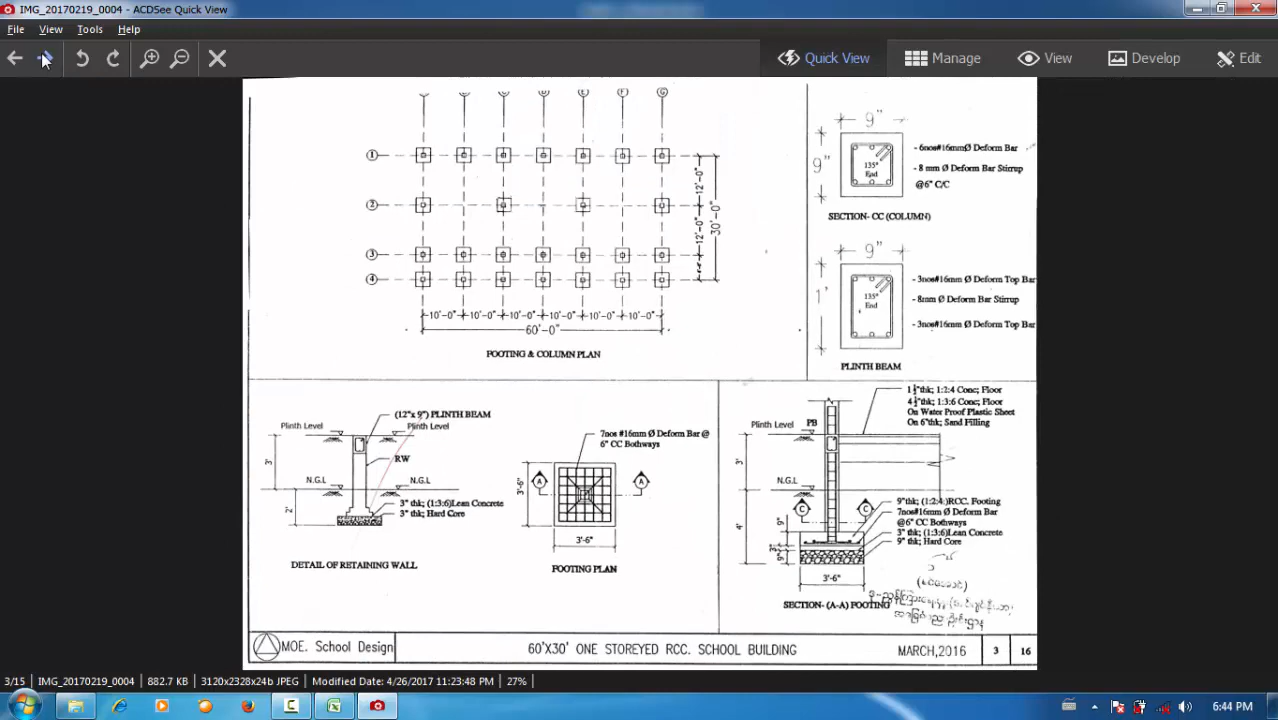 IMG_20170219_0004 - ACDSee Quick View
File View Tools Help
Quick View Manage View Develop Edit
E F G
1
2
3
4
12'-0"
12'-0"
30'-0"
10'-0" 10'-0" 10'-0" 10'-0" 10'-0" 10'-0"
60'-0"
FOOTING & COLUMN PLAN
9"
9"
135°
End
- 6nos#16mmØ Deform Bar
- 8 mm Ø Deform Bar Stirrup
@6" C/C
SECTION- CC (COLUMN)
9"
1'
135°
End
- 3nos#16mm Ø Deform Top Bar
- 8mm Ø Deform Bar Stirrup
- 3nos#16mm Ø Deform Top Bar
PLINTH BEAM
(12"x 9") PLINTH BEAM
Plinth Level Plinth Level
3'
RW
N.G.L N.G.L
2'
3" thk; (1:3:6)Lean Concrete
3" thk; Hard Core
DETAIL OF RETAINING WALL
7nos #16mm Ø Deform Bar @
6" CC Bothways
A A
3'-6"
3'-6"
FOOTING PLAN
1½"thk; 1:2:4 Conc; Floor
4½"thk; 1:3:6 Conc; Floor
On Water Proof Plastic Sheet
On 6"thk; Sand Filling
Plinth Level PB
3'
N.G.L
4'
C C
9"
3"
9"
9"thk; (1:2:4)RCC. Footing
7nos#16mm Ø Deform Bar
@6" CC Bothways
3" thk; (1:3:6)Lean Concrete
9" thk; Hard Core
3'-6"
SECTION- (A-A) FOOTING
MOE. School Design
60'X30' ONE STOREYED RCC. SCHOOL BUILDING
MARCH,2016
3
16
3/15 IMG_20170219_0004 882.7 KB 3120x2328x24b JPEG Modified Date: 4/26/2017 11:23:48 PM 27%
6:44 PM